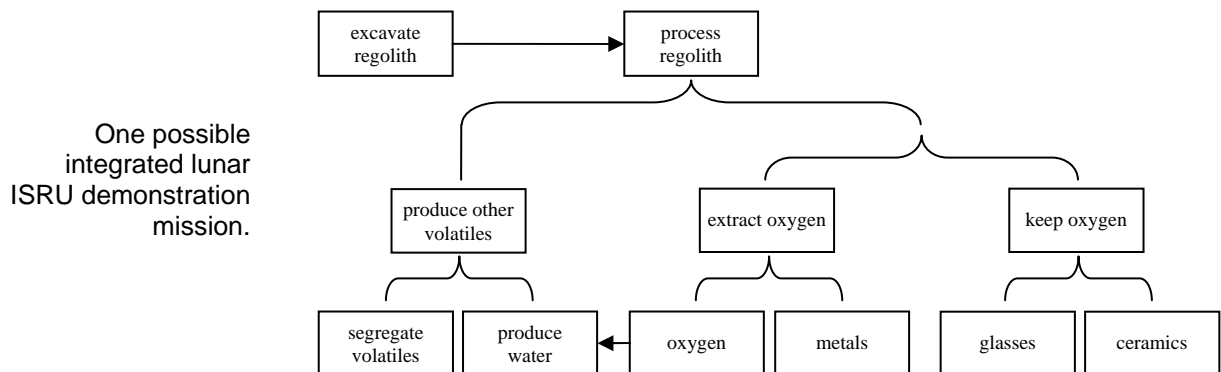 excavate
regolith
process
regolith
One possible
integrated lunar
ISRU demonstration
mission.
produce other
volatiles
extract oxygen
keep oxygen
segregate
volatiles
produce
water
oxygen
metals
glasses
ceramics